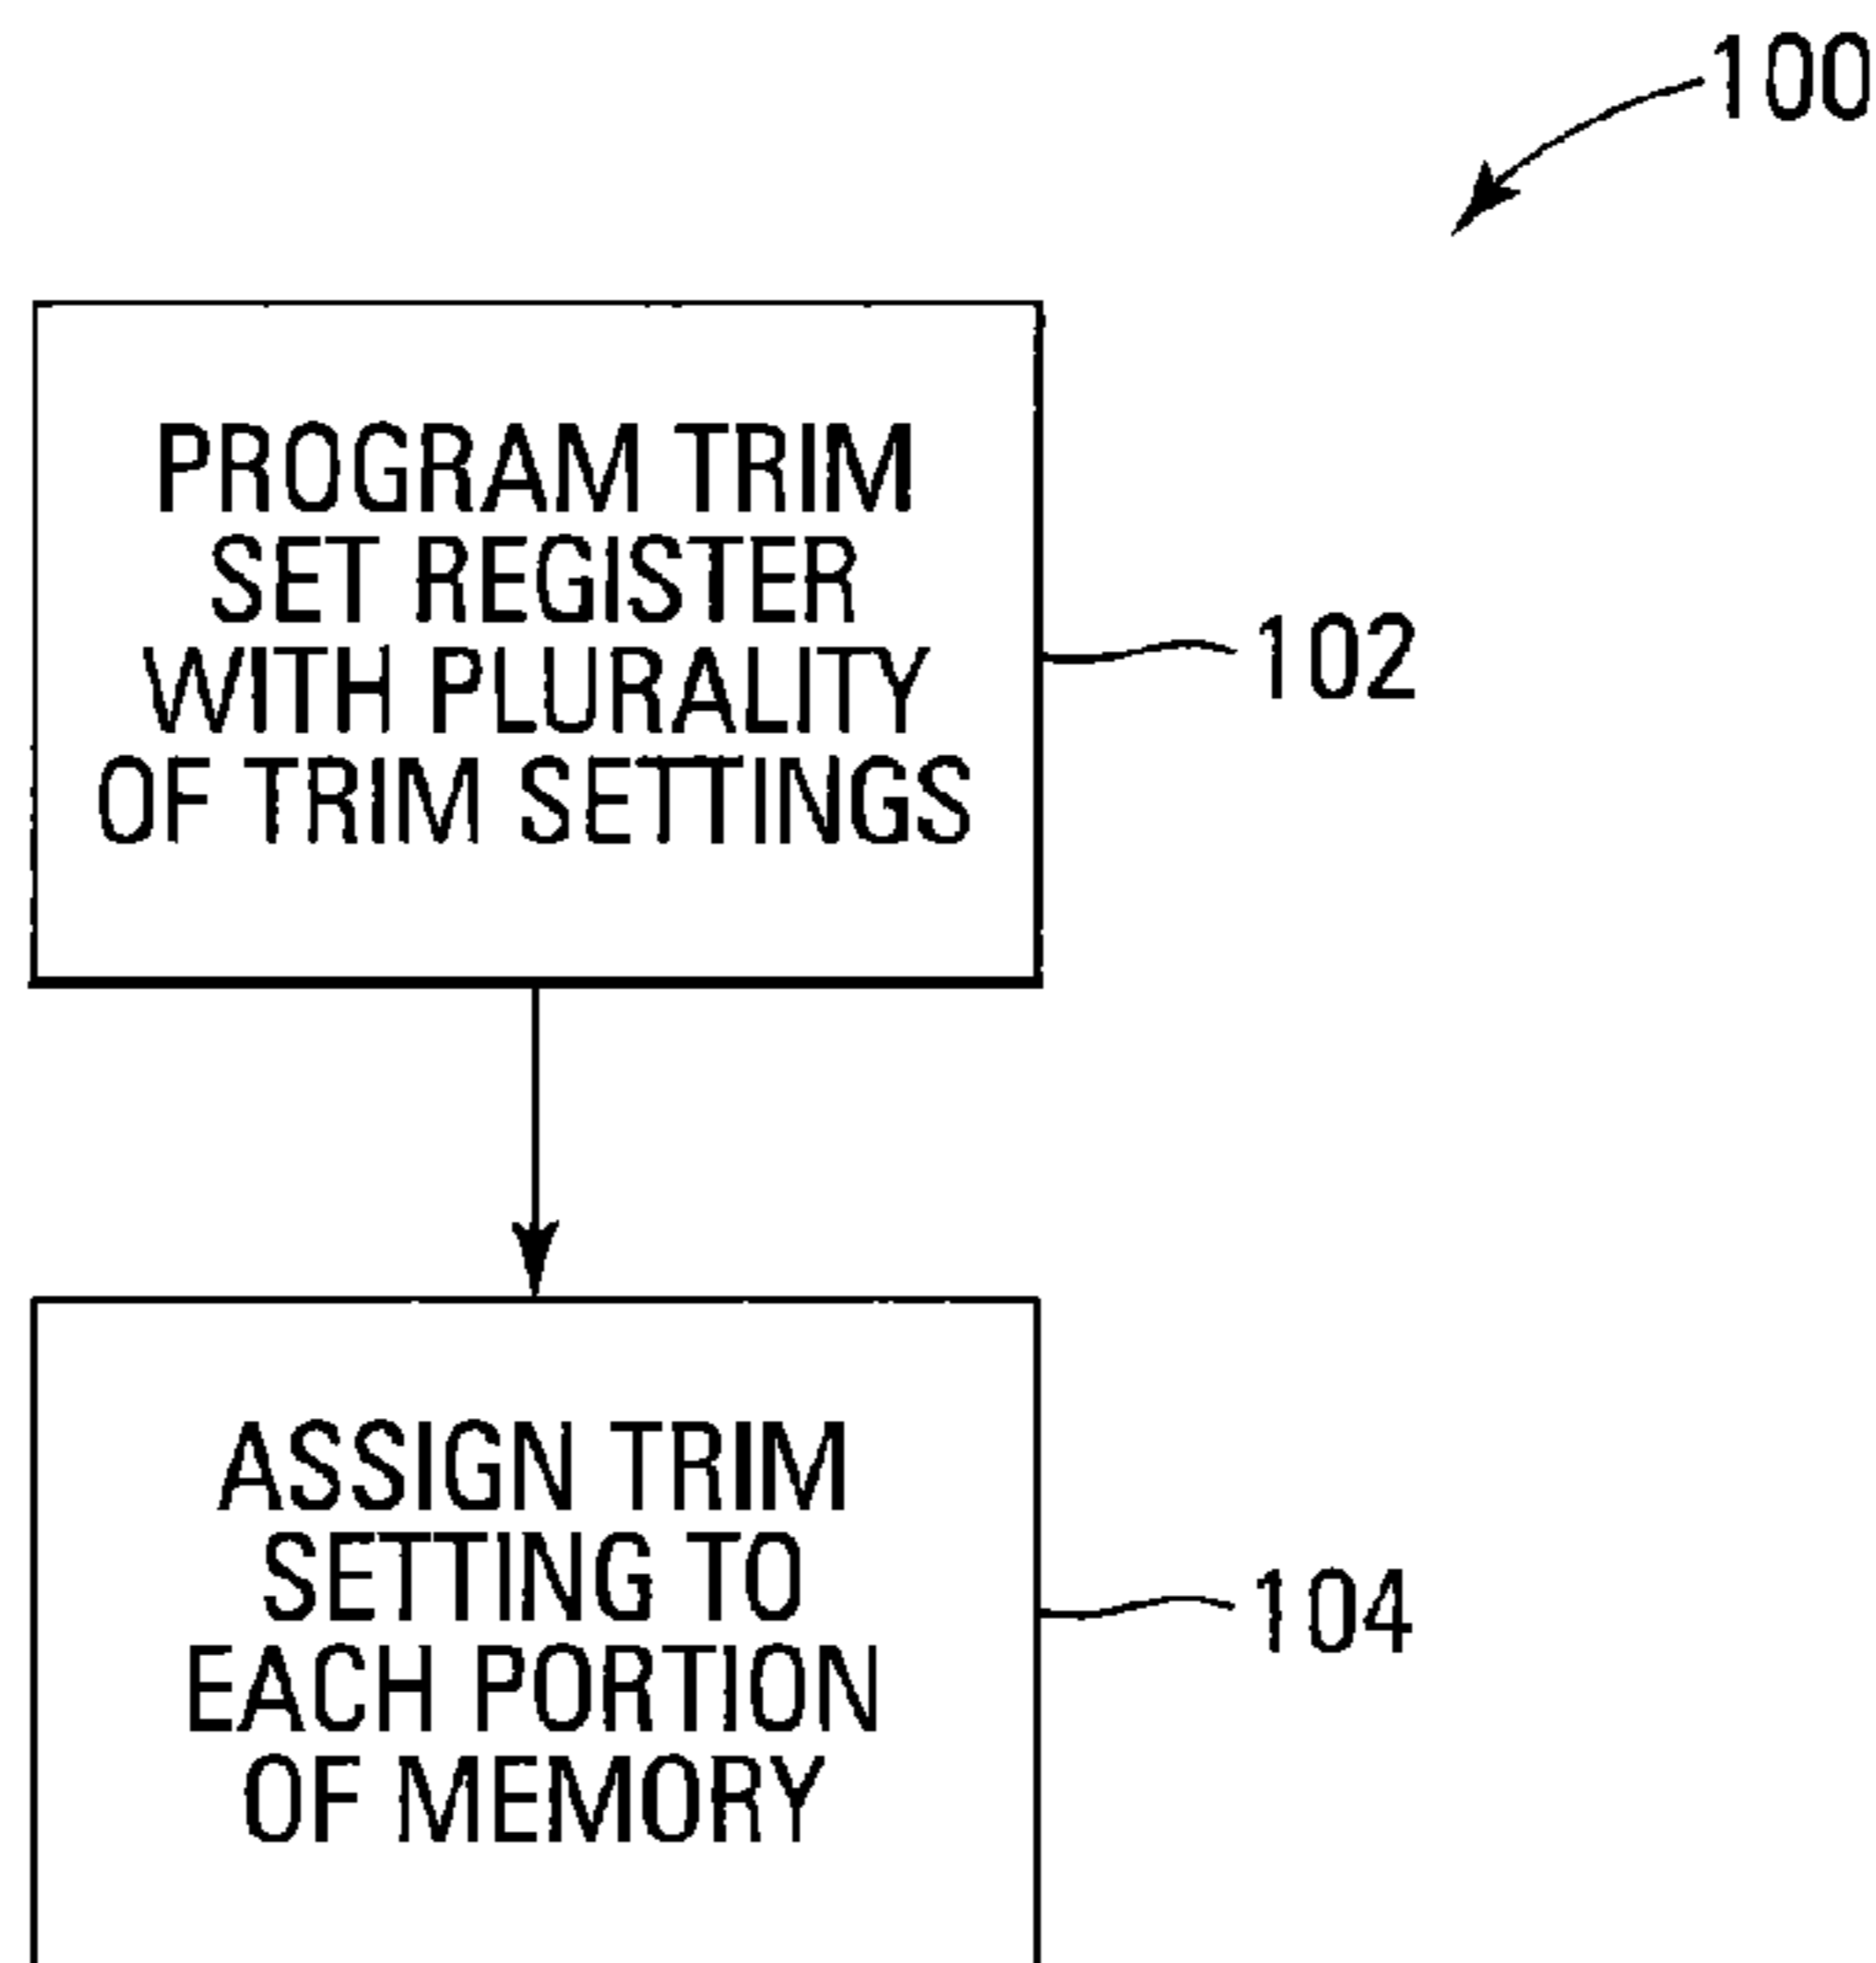 100
PROGRAM TRIM
SET REGISTER
WITH PLURALITY
OF TRIM SETTINGS
102
ASSIGN TRIM
SETTING TO
EACH PORTION
OF MEMORY
104